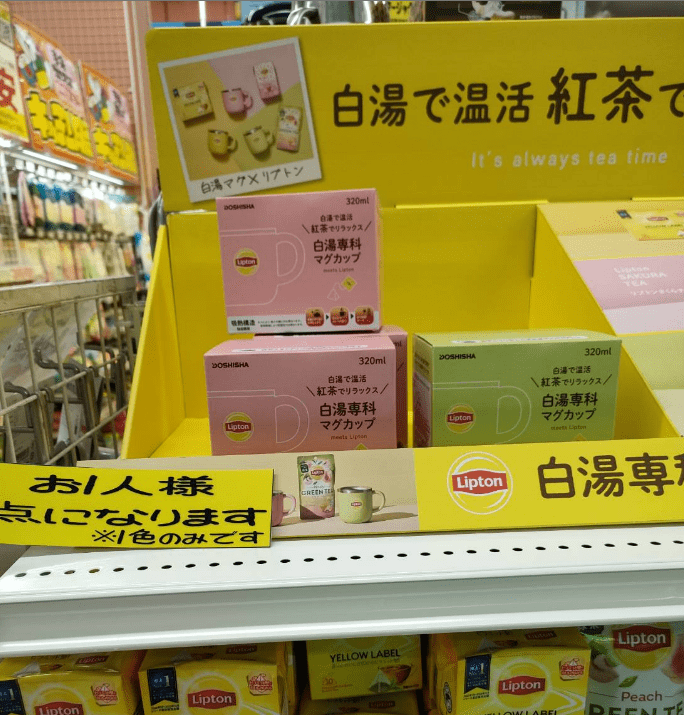 白湯で温活 紅茶で
It's always tea time
白湯マグ×リプトン
DOSHISHA
320ml
白湯で温活
紅茶でリラックス
白湯専科
マグカップ
meets Lipton
Lipton
DOSHISHA
320ml
白湯で温活
紅茶でリラックス
白湯専科
マグカップ
meets Lipton
Lipton
DOSHISHA
320ml
白湯で温活
紅茶でリラックス
白湯専科
マグカップ
meets Lipton
Lipton
Lipton
SAKURA
TEA
お1人様
点になります
※1色のみです
GREEN TE
Lipton
白湯専
YELLOW LABEL
Lipton
Lipton
Lipton
Lipton
Peach
GREEN TE